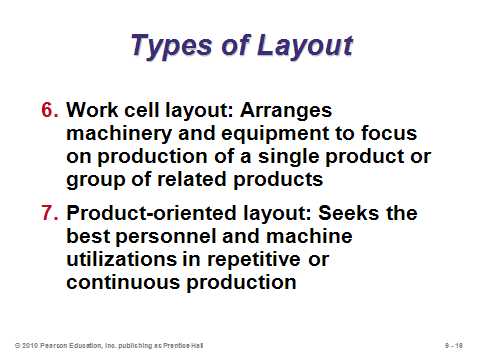 Types of Layout
6. Work cell layout: Arranges
machinery and equipment to focus
on production of a single product or
group of related products
7. Product-oriented layout: Seeks the
best personnel and machine
utilizations in repetitive or
continuous production
© 2010 Pearson Education, Inc. publishing as Prentice Hall
9 - 16